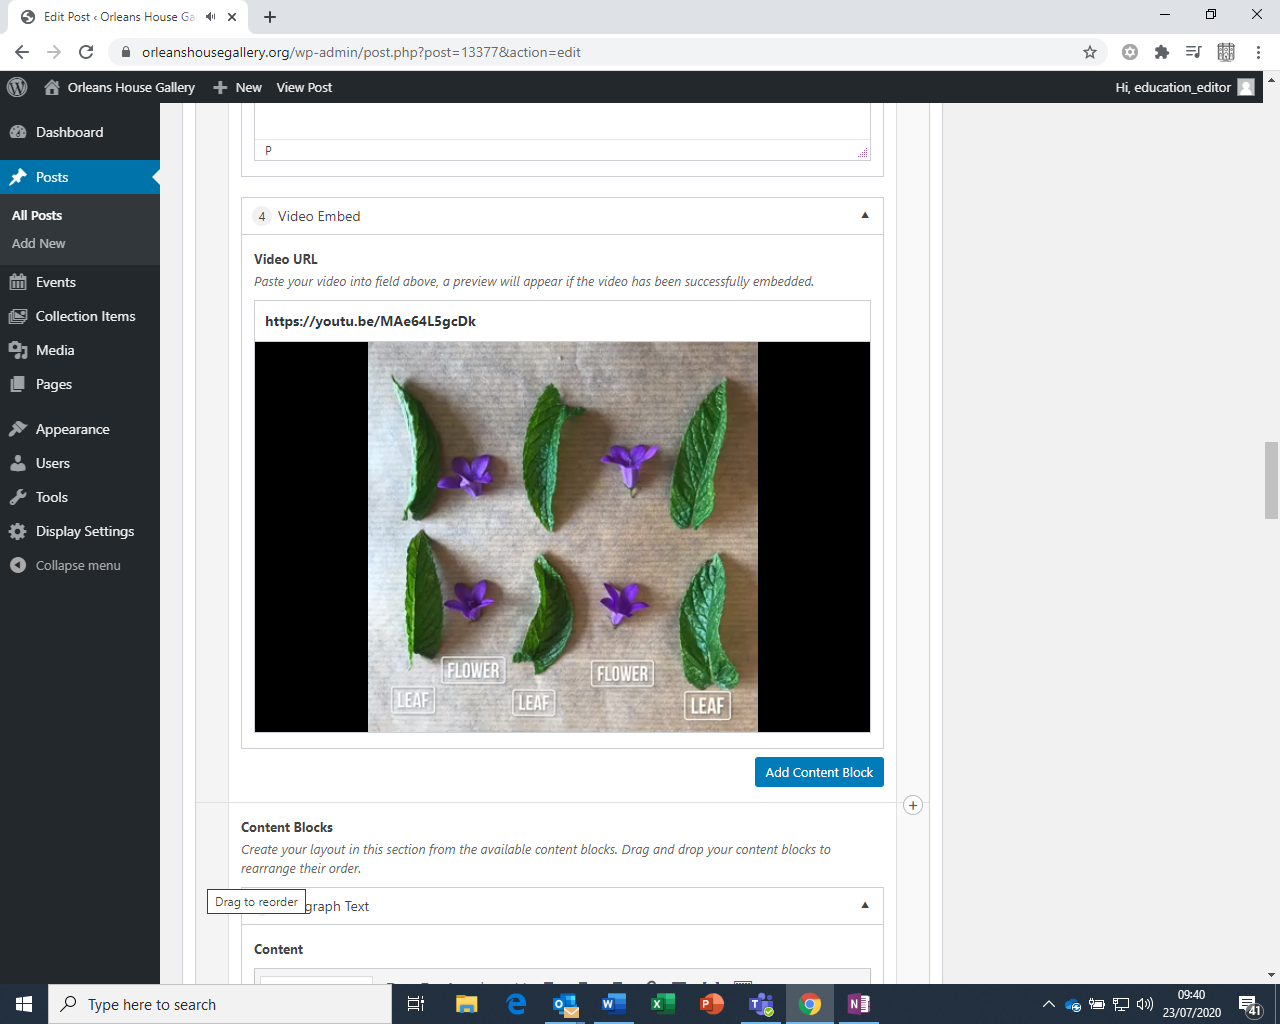 Edit Post ‹ Orleans House Ga
orleanshousegallery.org/wp-admin/post.php?post=13377&action=edit
Orleans House Gallery
New
View Post
Hi, education_editor
Dashboard
Posts
All Posts
Add New
Events
Collection Items
Media
Pages
Appearance
Users
Tools
Display Settings
Collapse menu
P
4 Video Embed
Video URL
Paste your video into field above, a preview will appear if the video has been successfully embedded.
https://youtu.be/MAe64L5gcDk
FLOWER
FLOWER
LEAF
LEAF
LEAF
Add Content Block
Content Blocks
Create your layout in this section from the available content blocks. Drag and drop your content blocks to
rearrange their order.
Drag to reorder
graph Text
Content
Type here to search
09:40
23/07/2020
41